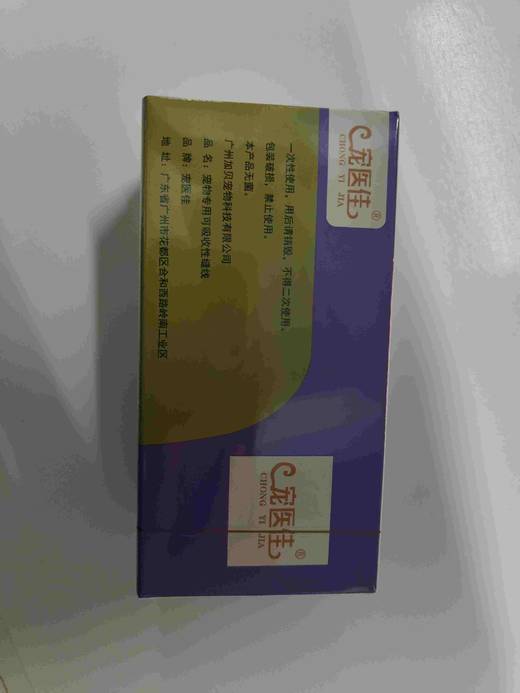 宠医佳®
CHONG YI JIA
一次性使用,用后请销毁,不得二次使用。
包装破损,禁止使用。
本产品无菌。
广州加贝宠物科技有限公司
品 名:宠物专用可吸收性缝线
品 牌:宠医佳
地 址:广东省广州市花都区合和西路岭南工业区
宠医佳®
CHONG YI JIA